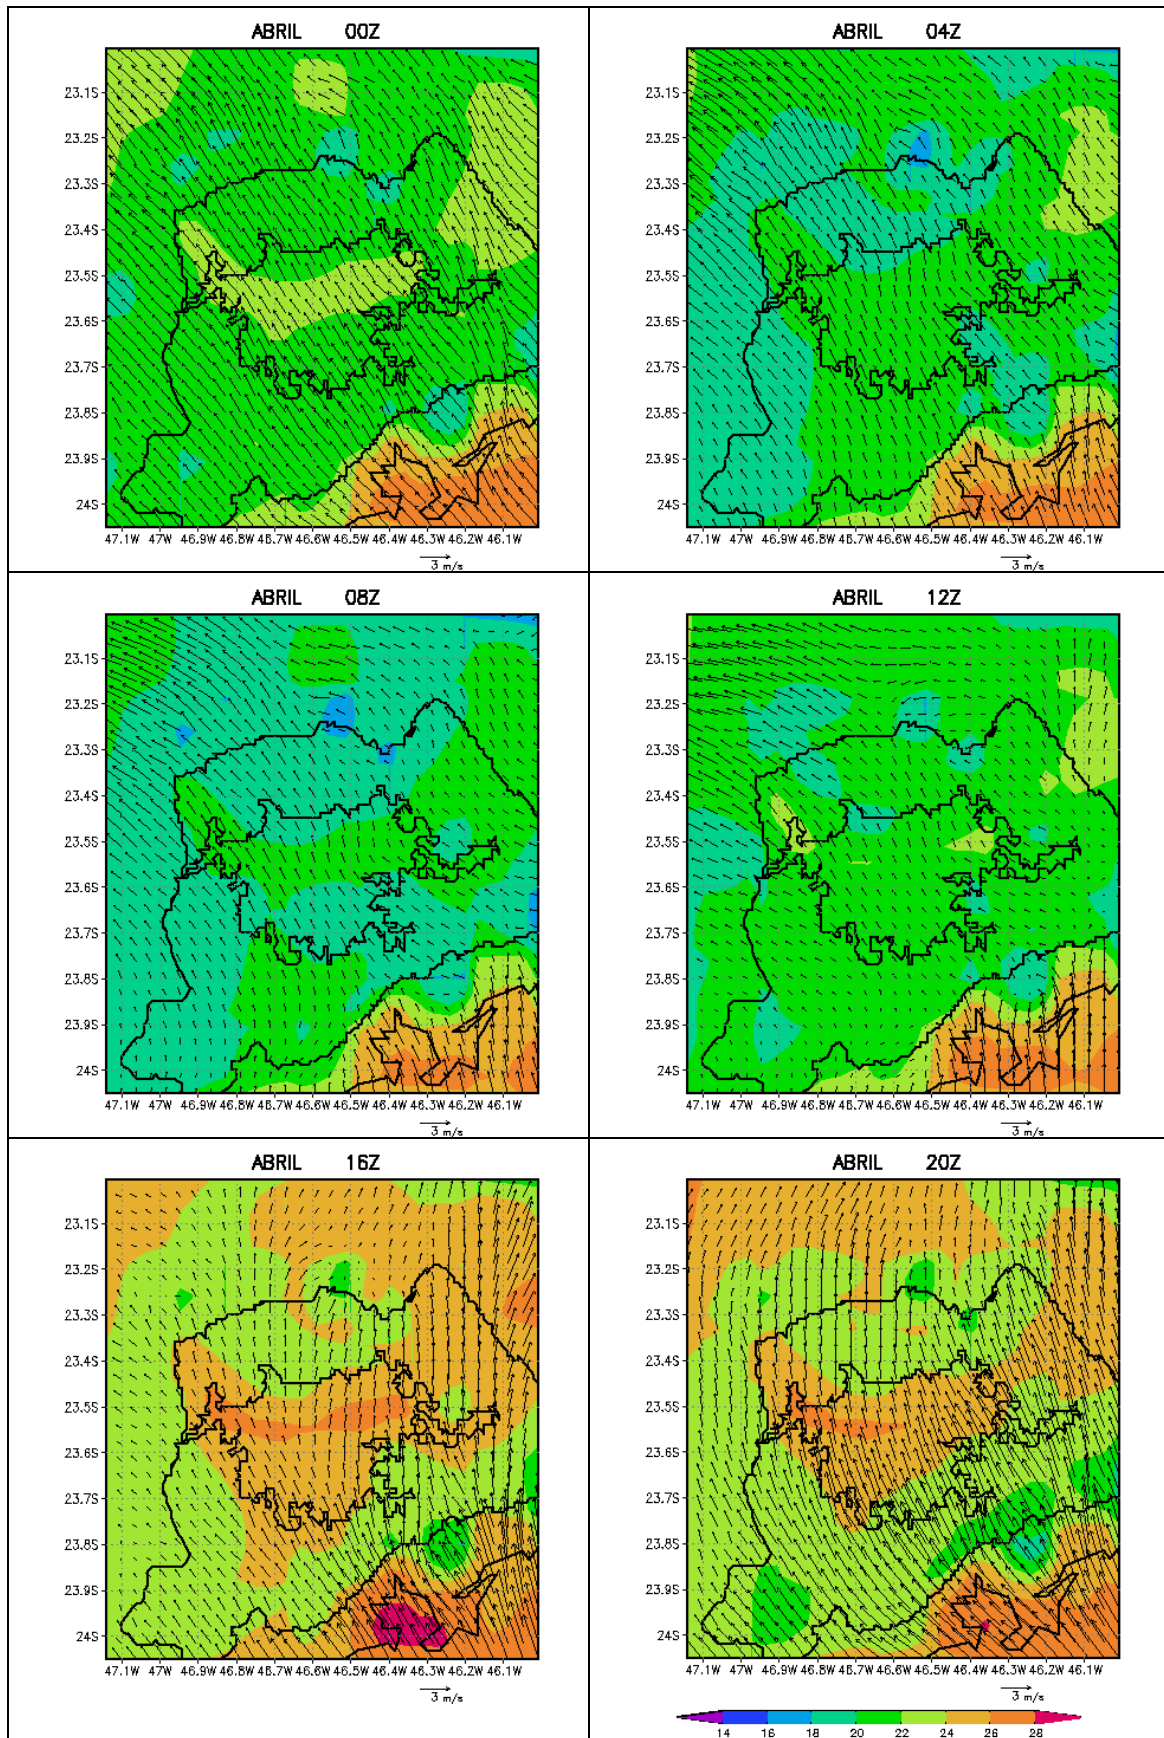 ABRIL 00Z
23.1S
23.2S
23.3S
23.4S
23.5S
23.6S
23.7S
23.8S
23.9S
24S
47.1W 47W 46.9W 46.8W 46.7W 46.6W 46.5W 46.4W 46.3W 46.2W 46.1W
3 m/s
ABRIL 04Z
23.1S
23.2S
23.3S
23.4S
23.5S
23.6S
23.7S
23.8S
23.9S
24S
47.1W 47W 46.9W 46.8W 46.7W 46.6W 46.5W 46.4W 46.3W 46.2W 46.1W
3 m/s
ABRIL 08Z
23.1S
23.2S
23.3S
23.4S
23.5S
23.6S
23.7S
23.8S
23.9S
24S
47.1W 47W 46.9W 46.8W 46.7W 46.6W 46.5W 46.4W 46.3W 46.2W 46.1W
3 m/s
ABRIL 12Z
23.1S
23.2S
23.3S
23.4S
23.5S
23.6S
23.7S
23.8S
23.9S
24S
47.1W 47W 46.9W 46.8W 46.7W 46.6W 46.5W 46.4W 46.3W 46.2W 46.1W
3 m/s
ABRIL 16Z
23.1S
23.2S
23.3S
23.4S
23.5S
23.6S
23.7S
23.8S
23.9S
24S
47.1W 47W 46.9W 46.8W 46.7W 46.6W 46.5W 46.4W 46.3W 46.2W 46.1W
3 m/s
ABRIL 20Z
23.1S
23.2S
23.3S
23.4S
23.5S
23.6S
23.7S
23.8S
23.9S
24S
47.1W 47W 46.9W 46.8W 46.7W 46.6W 46.5W 46.4W 46.3W 46.2W 46.1W
3 m/s
14 16 18 20 22 24 26 28